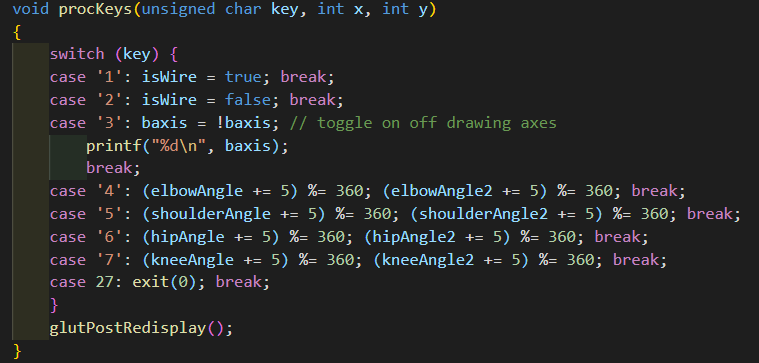 void procKeys(unsigned char key, int x, int y)
{
    switch (key) {
    case '1': isWire = true; break;
    case '2': isWire = false; break;
    case '3': baxis = !baxis; // toggle on off drawing axes
        printf("%d\n", baxis);
        break;
    case '4': (elbowAngle += 5) %= 360; (elbowAngle2 += 5) %= 360; break;
    case '5': (shoulderAngle += 5) %= 360; (shoulderAngle2 += 5) %= 360; break;
    case '6': (hipAngle += 5) %= 360; (hipAngle2 += 5) %= 360; break;
    case '7': (kneeAngle += 5) %= 360; (kneeAngle2 += 5) %= 360; break;
    case 27: exit(0); break;
    }
    glutPostRedisplay();
}